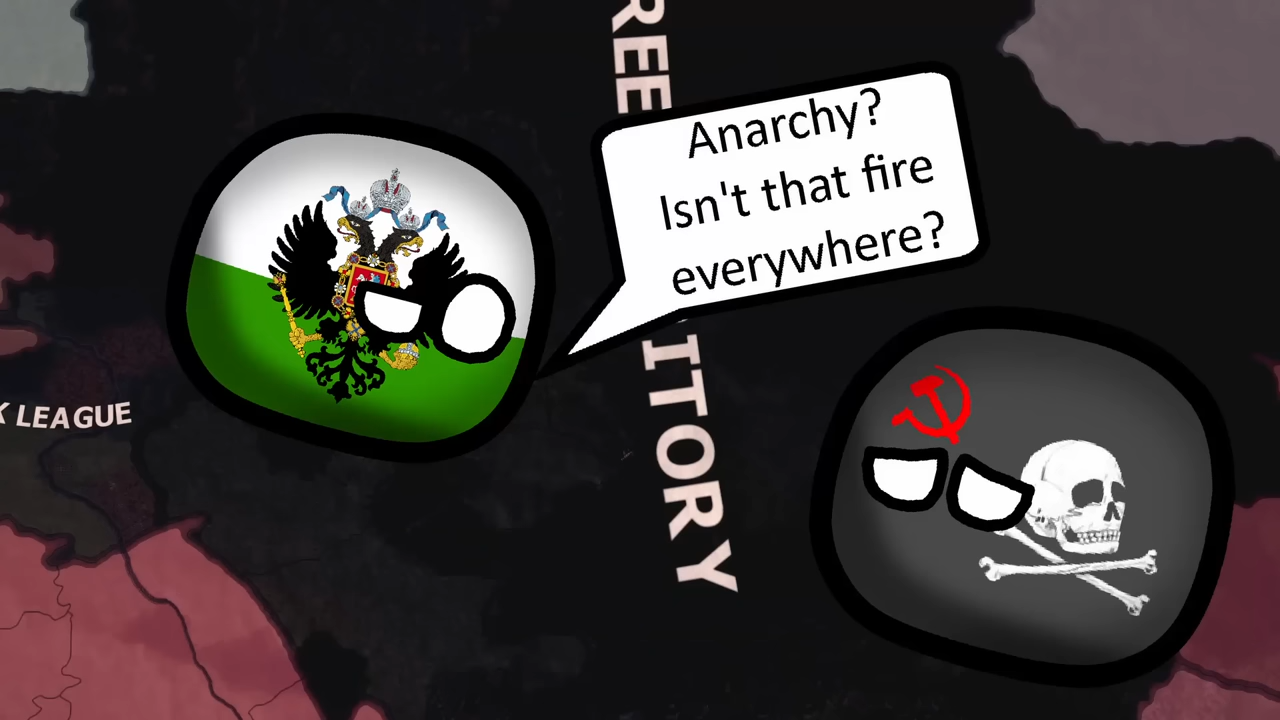 REE
Anarchy?
Isn't that fire
everywhere?
ITORY
K LEAGUE